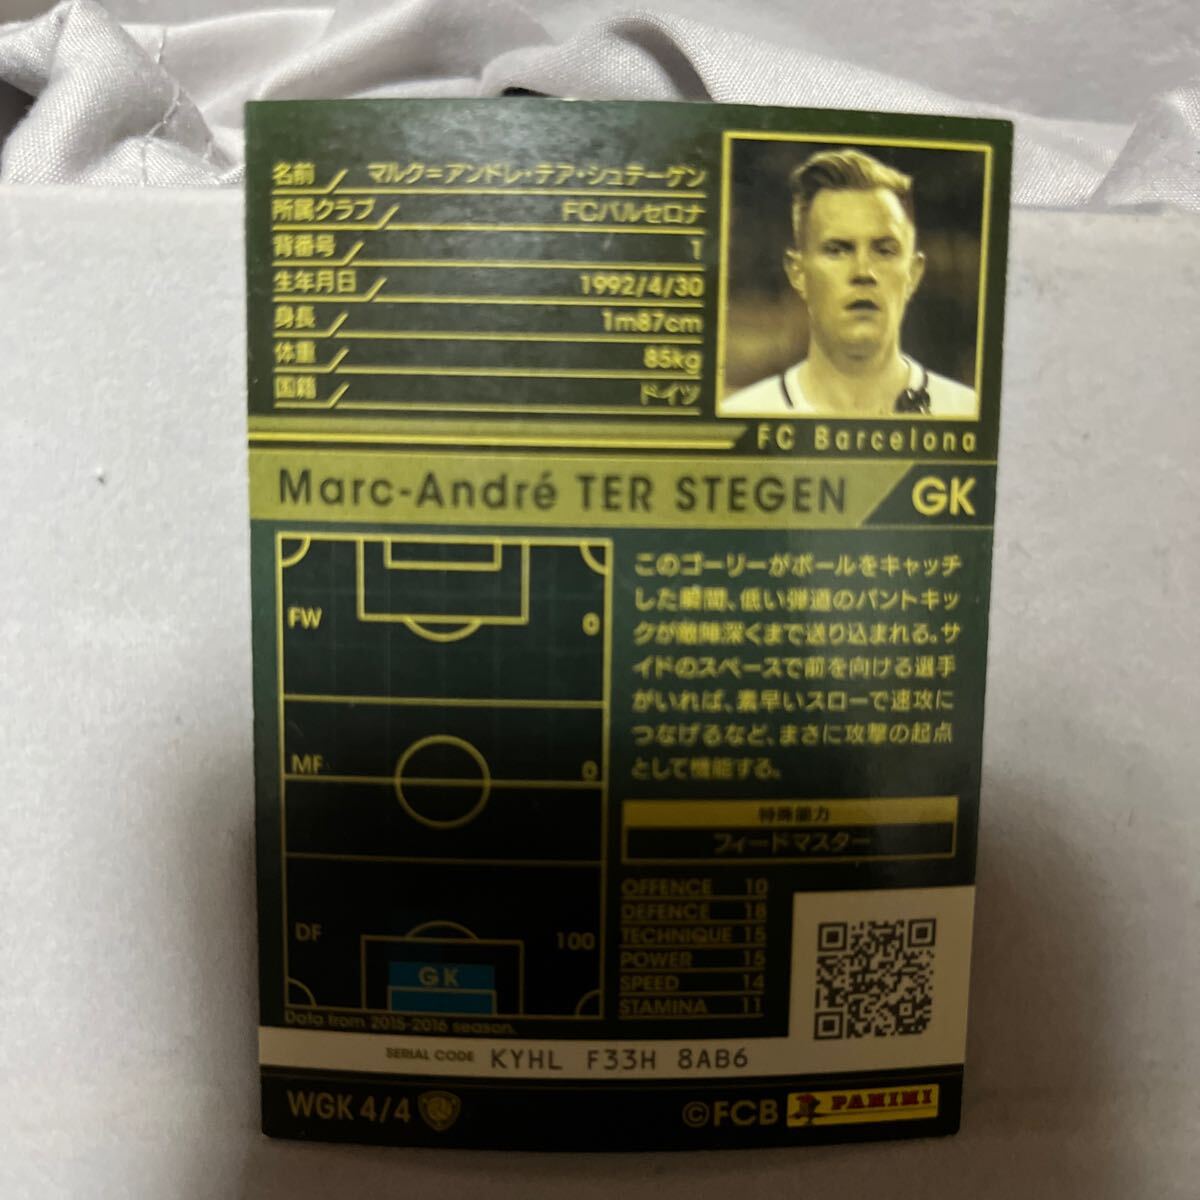 名前 マルク=アンドレ・テア・シュテーゲン
所属クラブ FCバルセロナ
背番号 1
生年月日 1992/4/30
身長 1m87cm
体重 85kg
国籍 ドイツ
FC Barcelona
Marc-André TER STEGEN GK
このゴーリーがボールをキャッチ
した瞬間、低い弾道のパントキッ
クが敵陣深くまで送り込まれる。サ
イドのスペースで前を向ける選手
がいれば、素早いスローで速攻に
つなげるなど、まさに攻撃の起点
として機能する。
FW 0
MF 0
DF 100
GK
Data from 2015-2016 season.
特殊能力
フィードマスター
OFFENCE 10
DEFENCE 18
TECHNIQUE 15
POWER 15
SPEED 14
STAMINA 11
SERIAL CODE KYHL F33H 8AB6
WGK 4/4
©FCB PANINI